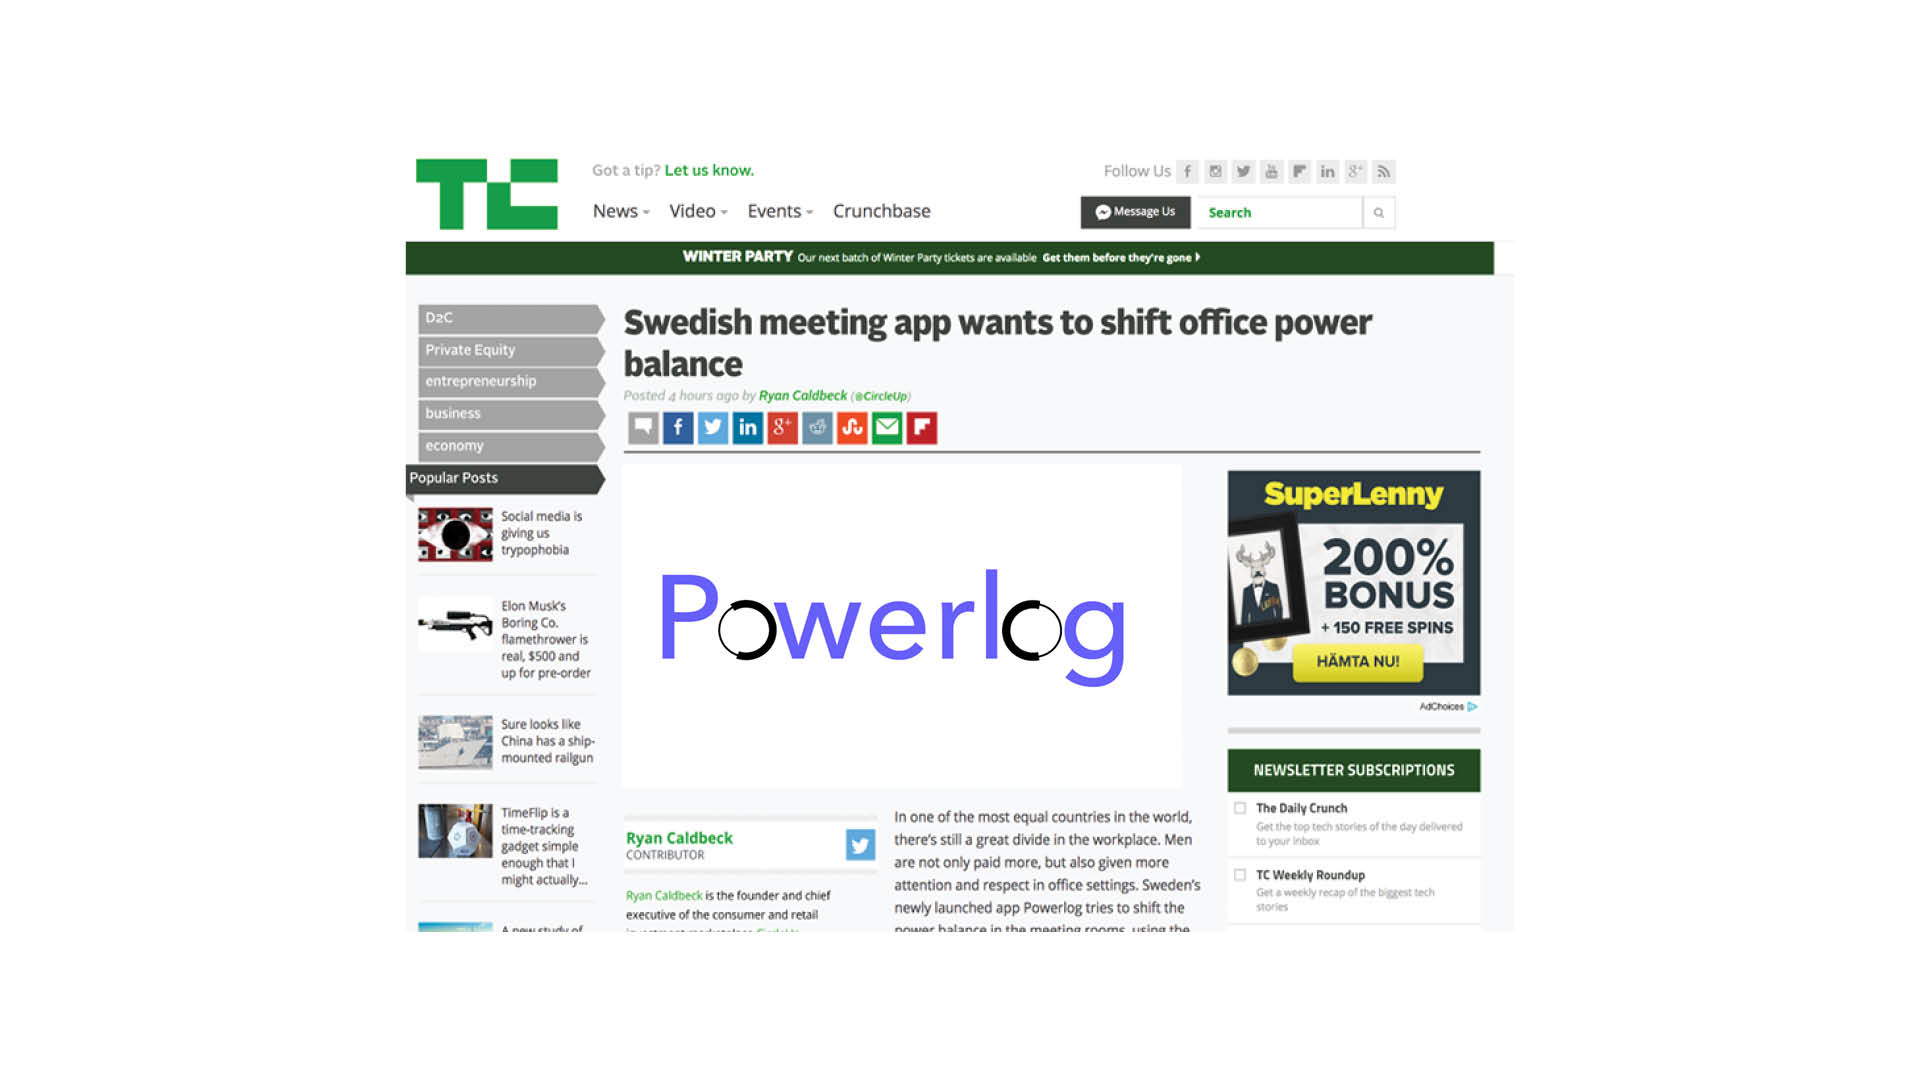 TC
Got a tip? Let us know.
Follow Us
News Video Events Crunchbase
Message Us
Search
WINTER PARTY Our next batch of Winter Party tickets are available Get them before they're gone
D2C
Private Equity
entrepreneurship
business
economy
Popular Posts
Social media is
giving us
trypophobia
Elon Musk's
Boring Co.
flamethrower is
real, $500 and
up for pre-order
Sure looks like
China has a ship-
mounted railgun
TimeFlip is a
time-tracking
gadget simple
enough that I
might actually...
A new study of
Swedish meeting app wants to shift office power
balance
Posted 4 hours ago by Ryan Caldbeck (@CircleUp)
Powerlog
Ryan Caldbeck
CONTRIBUTOR
Ryan Caldbeck is the founder and chief
executive of the consumer and retail
investment marketplace CircleUp
In one of the most equal countries in the world,
there's still a great divide in the workplace. Men
are not only paid more, but also given more
attention and respect in office settings. Sweden's
newly launched app Powerlog tries to shift the
power balance in the meeting rooms, using the
SuperLenny
200%
BONUS
+ 150 FREE SPINS
HÄMTA NU!
AdChoices
NEWSLETTER SUBSCRIPTIONS
The Daily Crunch
Get the top tech stories of the day delivered
to your inbox
TC Weekly Roundup
Get a weekly recap of the biggest tech
stories